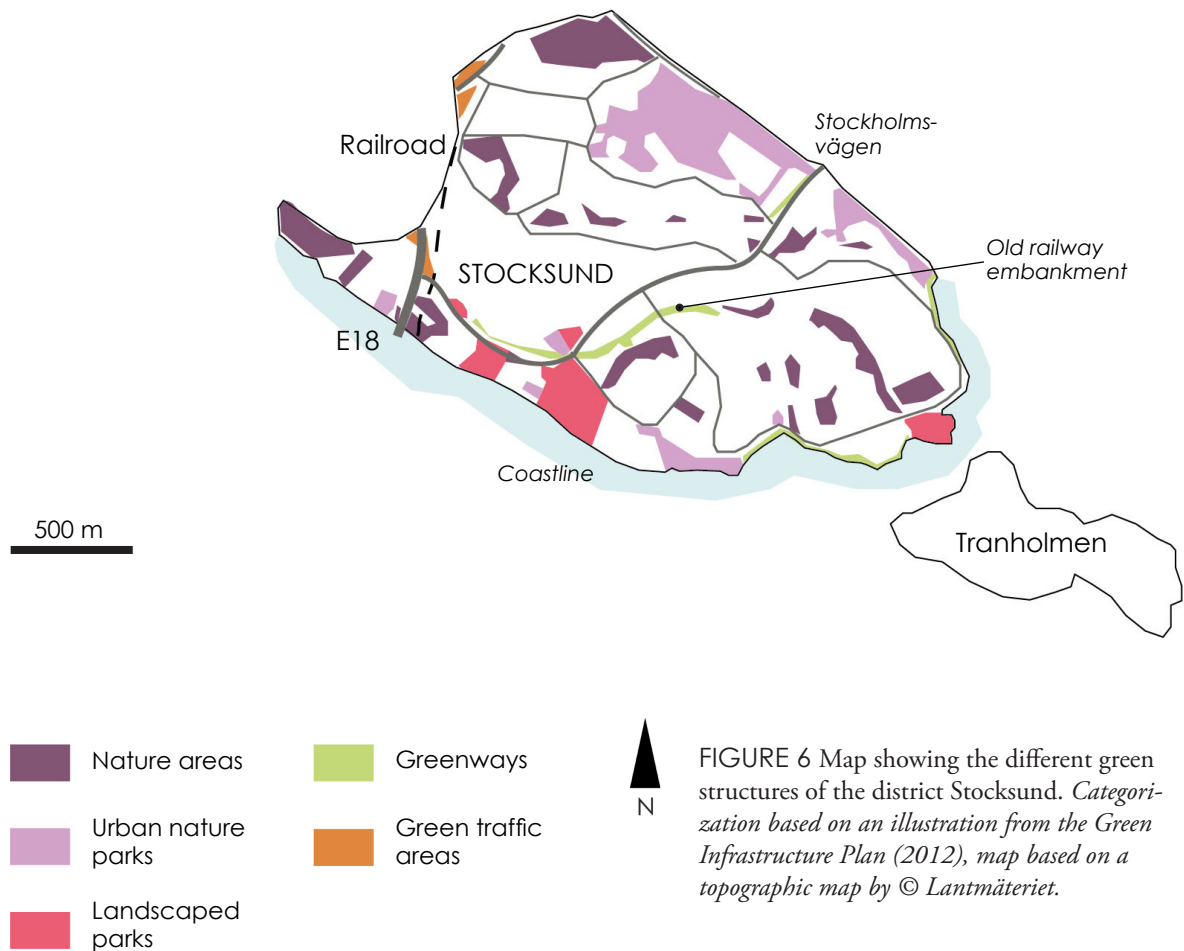 Stockholms-
vägen
Railroad
Old railway
embankment
STOCKSUND
E18
Coastline
500 m
Tranholmen
Nature areas
Urban nature
parks
Landscaped
parks
Greenways
Green traffic
areas
N
FIGURE 6 Map showing the different green
structures of the district Stocksund. Categori-
zation based on an illustration from the Green
Infrastructure Plan (2012), map based on a
topographic map by © Lantmäteriet.